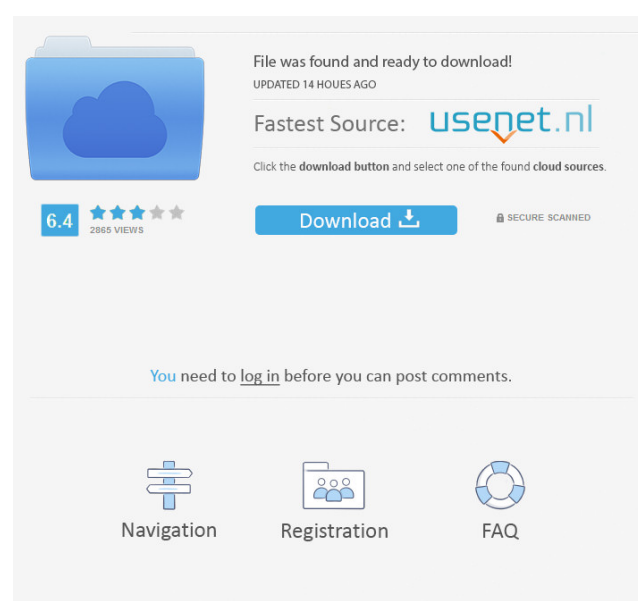 File was found and ready to download!
UPDATED 14 HOUES AGO
Fastest Source: usenet.nl
Click the download button and select one of the found cloud sources.
6.4
2865 VIEWS
Download
SECURE SCANNED
You need to log in before you can post comments.
Navigation
Registration
FAQ